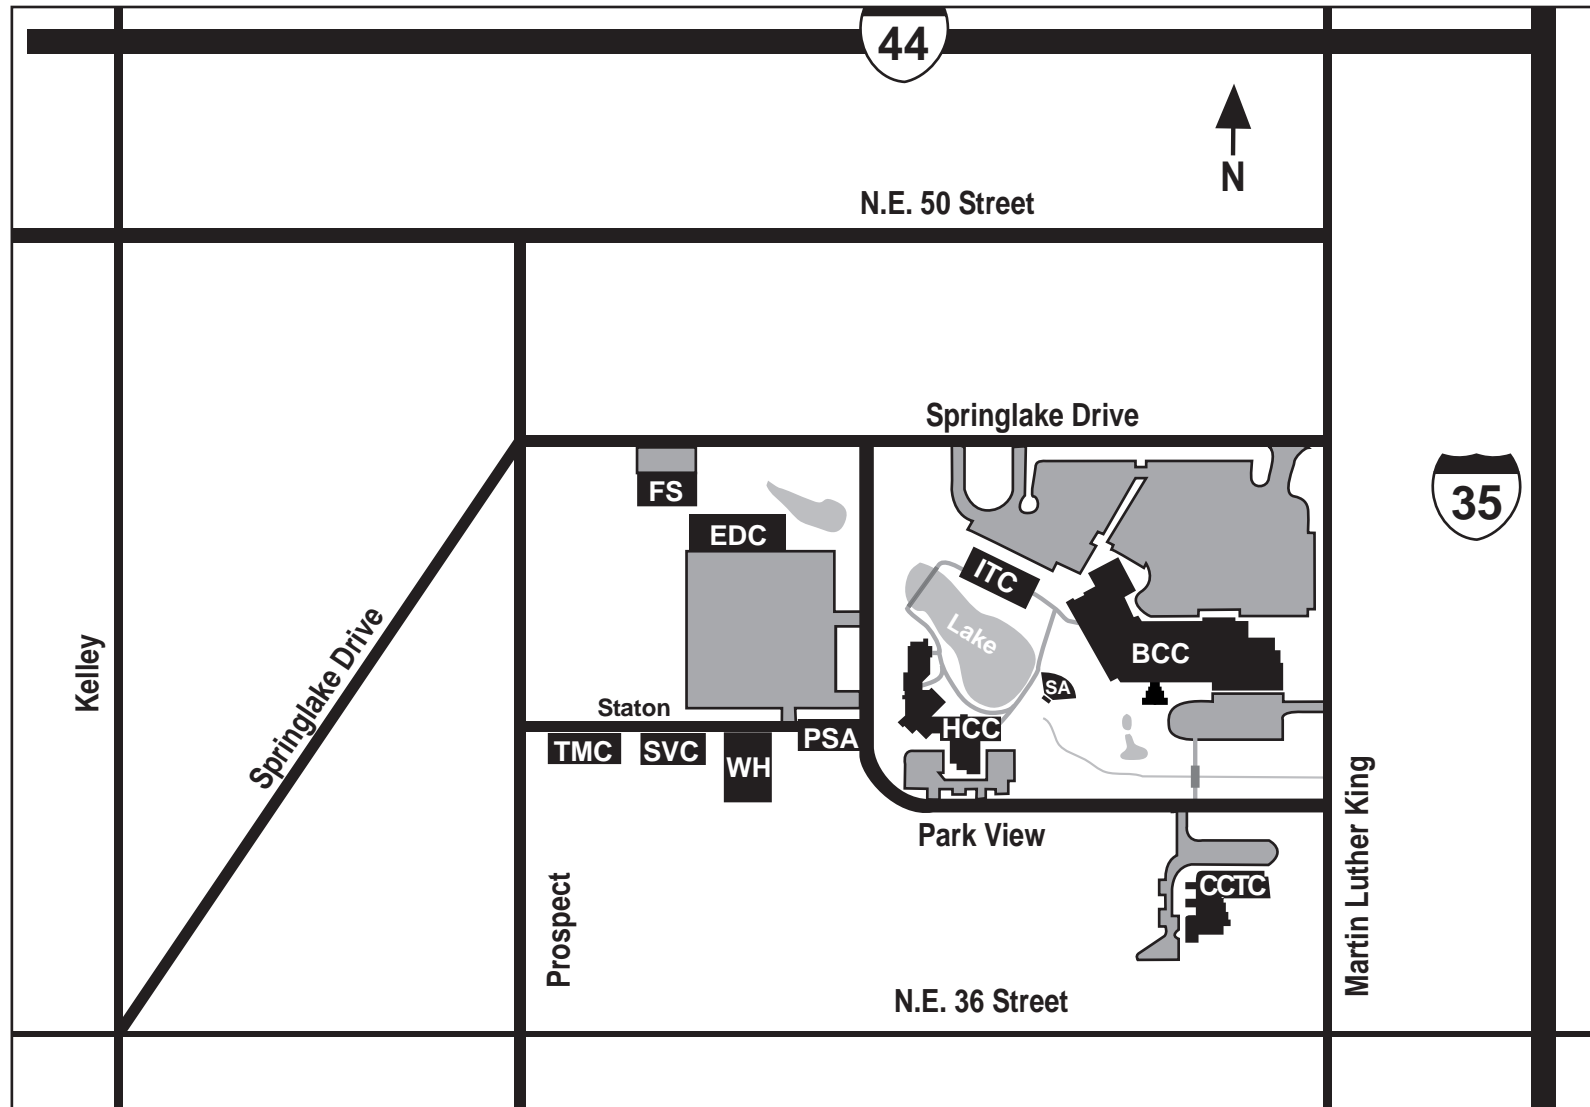 44
N
N.E. 50 Street
Springlake Drive
35
FS
EDC
ITC
Lake
BCC
Kelley
Springlake Drive
SA
Staton
HCC
PSA
TMC
SVC
WH
Park View
Martin Luther King
CCTC
Prospect
N.E. 36 Street